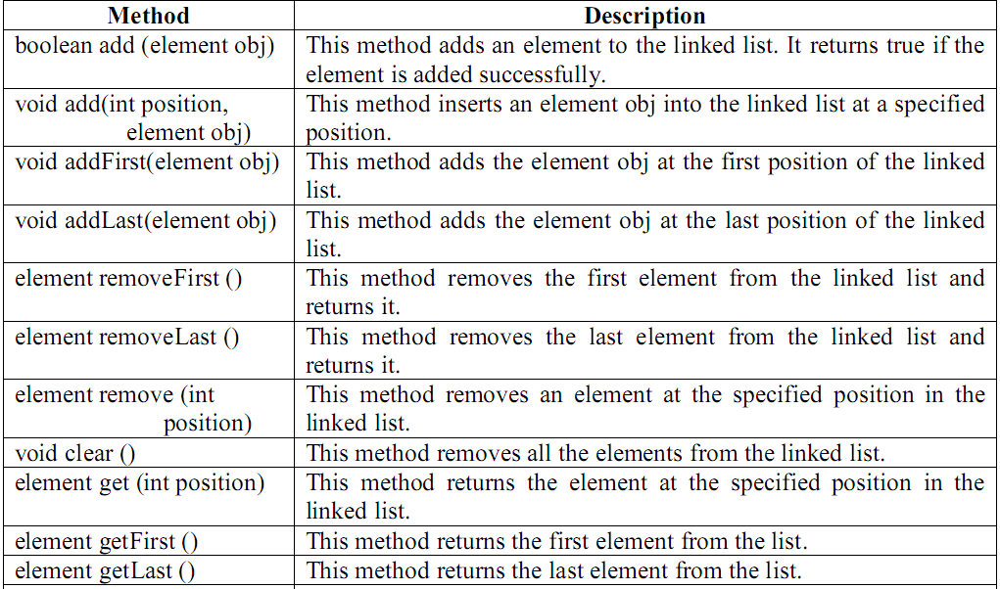 Method Description
boolean add (element obj) This method adds an element to the linked list. It returns true if the
element is added successfully.
void add(int position, This method inserts an element obj into the linked list at a specified
element obj) position.
void addFirst(element obj) This method adds the element obj at the first position of the linked
list.
void addLast(element obj) This method adds the element obj at the last position of the linked
list.
element removeFirst () This method removes the first element from the linked list and
returns it.
element removeLast () This method removes the last element from the linked list and
returns it.
element remove (int This method removes an element at the specified position in the
position) linked list.
void clear () This method removes all the elements from the linked list.
element get (int position) This method returns the element at the specified position in the
linked list.
element getFirst () This method returns the first element from the list.
element getLast () This method returns the last element from the list.